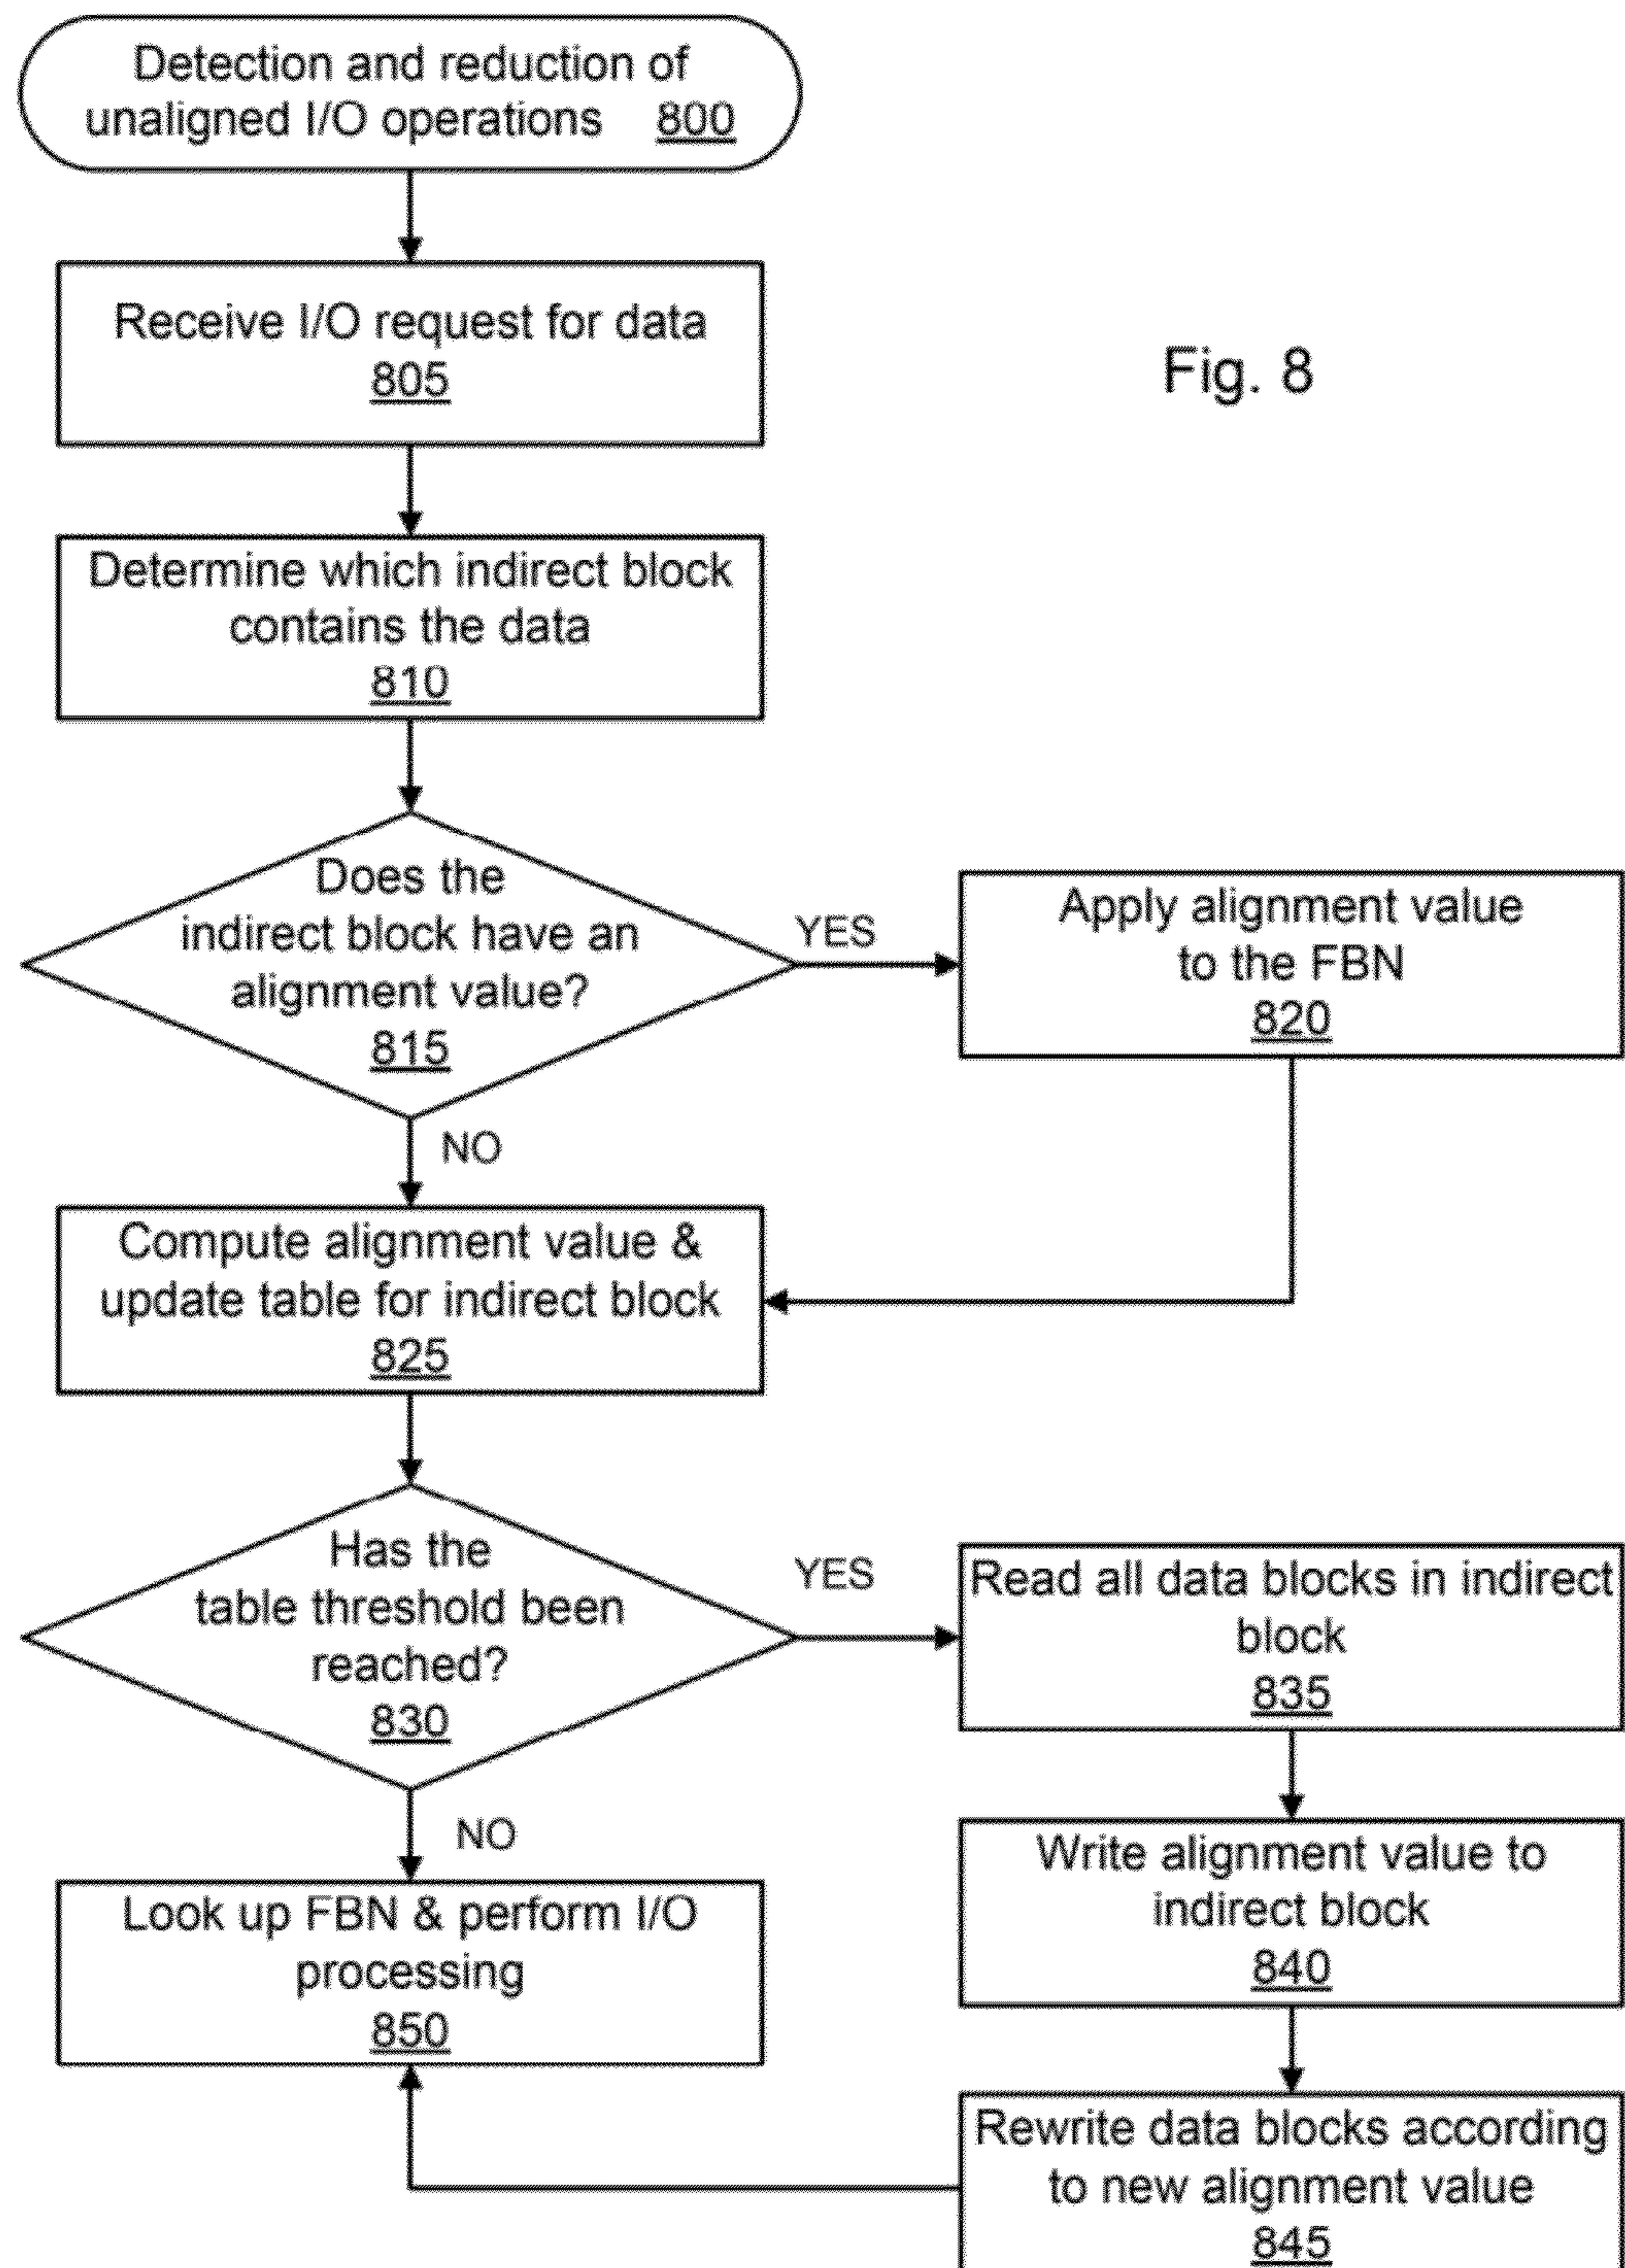 Detection and reduction of
unaligned I/O operations 800
Receive I/O request for data
805
Fig. 8
Determine which indirect block
contains the data
810
Does the
indirect block have an
alignment value?
815
YES
Apply alignment value
to the FBN
820
NO
Compute alignment value &
update table for indirect block
825
Has the
table threshold been
reached?
830
YES
Read all data blocks in indirect
block
835
NO
Write alignment value to
indirect block
840
Look up FBN & perform I/O
processing
850
Rewrite data blocks according
to new alignment value
845